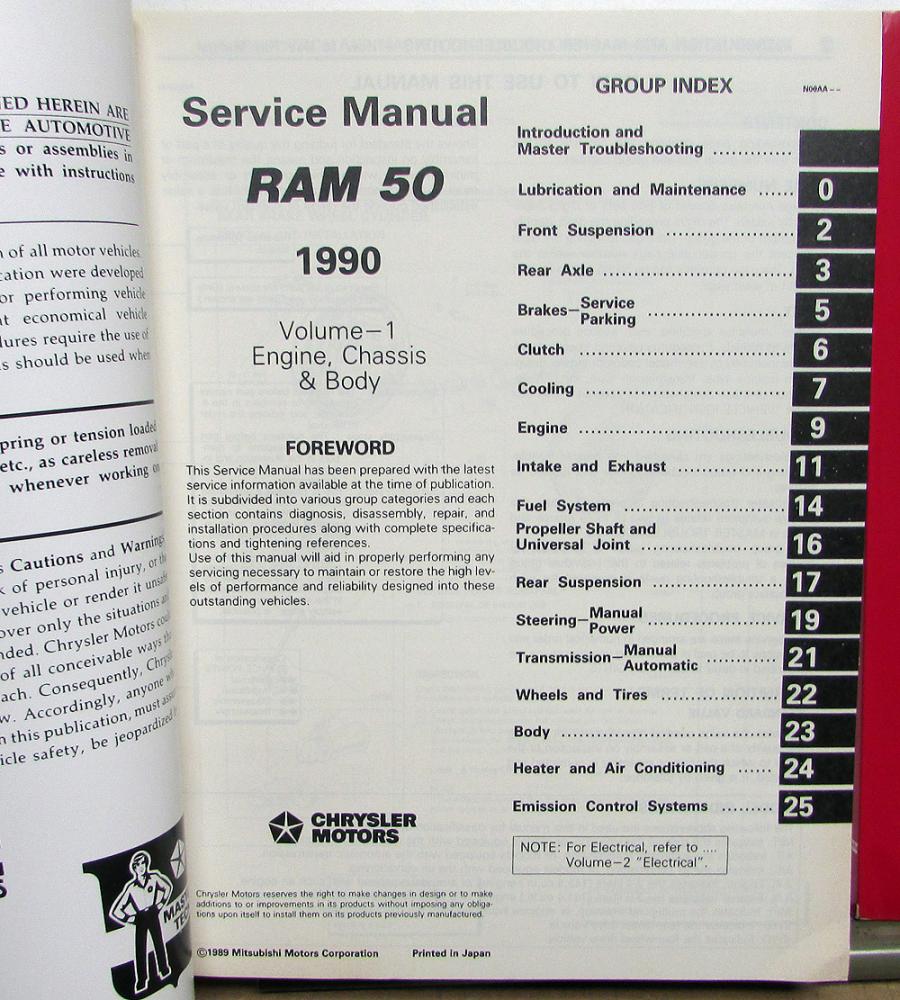 IED HEREIN ARE
E AUTOMOTIVE
s or assemblies in
e with instructions
of all motor vehicles
cation were developed
or performing vehicle
at economical vehicle
dures require the use of
s should be used when
pring or tension loaded
etc., as careless removal
whenever working on
s Cautions and Warnings
k of personal injury, or the
vehicle or render it unsafe
over only the situations
nded. Chrysler Motors
of all conceivable ways
ach. Consequently,
w. Accordingly, anyone
n this publication, must
icle safety, be jeopardized
MAST
TEC
Service Manual
RAM 50
1990
Volume–1
Engine, Chassis
& Body
FOREWORD
This Service Manual has been prepared with the latest
service information available at the time of publication.
It is subdivided into various group categories and each
section contains diagnosis, disassembly, repair, and
installation procedures along with complete specifica-
tions and tightening references.
Use of this manual will aid in properly performing any
servicing necessary to maintain or restore the high lev-
els of performance and reliability designed into these
outstanding vehicles.
CHRYSLER
MOTORS
Chrysler Motors reserves the right to make changes in design or to make
additions to or improvements in its products without imposing any obliga-
tions upon itself to install them on its products previously manufactured.
©1989 Mitsubishi Motors Corporation Printed in Japan
GROUP INDEX
N00AA--
Introduction and
Master Troubleshooting ............
Lubrication and Maintenance ...... 0
Front Suspension ................... 2
Rear Axle ............................ 3
Brakes–Service
Parking ..................... 5
Clutch ............................... 6
Cooling .............................. 7
Engine ............................... 9
Intake and Exhaust ................ 11
Fuel System ........................ 14
Propeller Shaft and
Universal Joint ..................... 16
Rear Suspension ................... 17
Steering–Manual
Power .................... 19
Transmission–Manual
Automatic .......... 21
Wheels and Tires ................... 22
Body ................................. 23
Heater and Air Conditioning ...... 24
Emission Control Systems ......... 25
NOTE: For Electrical, refer to ....
Volume–2 "Electrical".